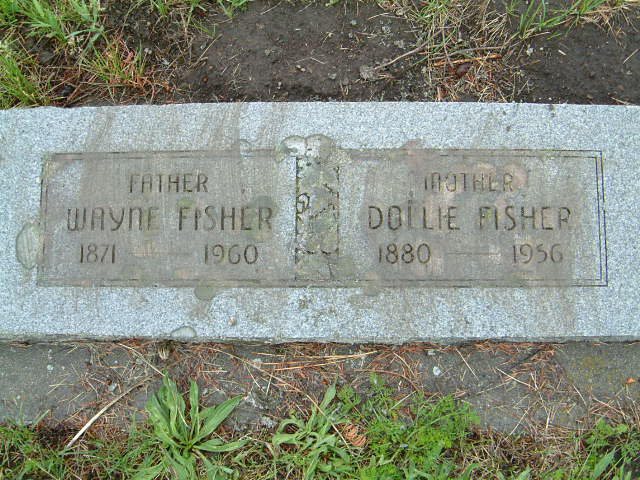 FATHER
WAYNE FISHER
1871 — 1960
MOTHER
DOLLIE FISHER
1880 — 1956